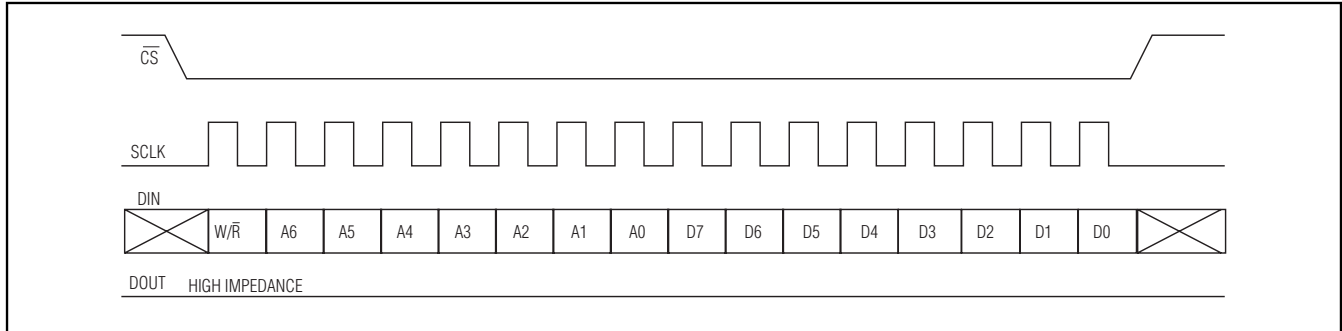 C̅S̅
SCLK
DIN
W/R̅ A6 A5 A4 A3 A2 A1 A0 D7 D6 D5 D4 D3 D2 D1 D0
DOUT HIGH IMPEDANCE